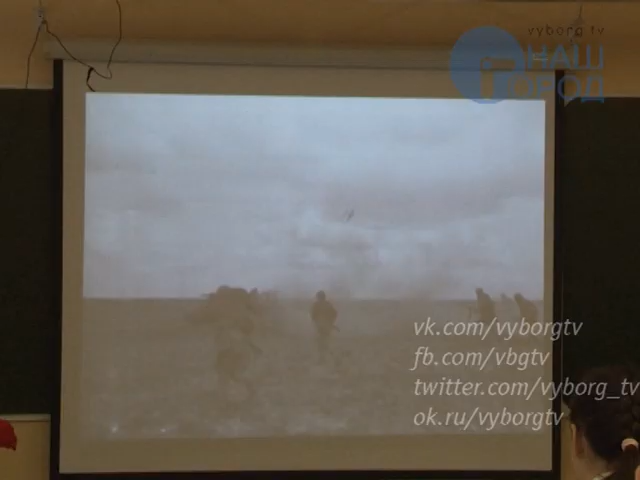 vyborg tv
НАШ
ГОРОД
vk.com/vyborgtv
fb.com/vbgtv
twitter.com/vyborg_tv
ok.ru/vyborgtv